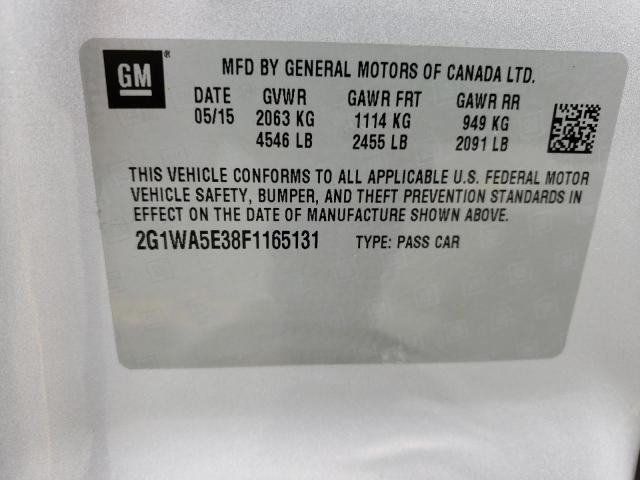 GM ®
MFD BY GENERAL MOTORS OF CANADA LTD.
DATE GVWR GAWR FRT GAWR RR
05/15 2063 KG 1114 KG 949 KG
4546 LB 2455 LB 2091 LB
THIS VEHICLE CONFORMS TO ALL APPLICABLE U.S. FEDERAL MOTOR
VEHICLE SAFETY, BUMPER, AND THEFT PREVENTION STANDARDS IN
EFFECT ON THE DATE OF MANUFACTURE SHOWN ABOVE.
2G1WA5E38F1165131 TYPE: PASS CAR